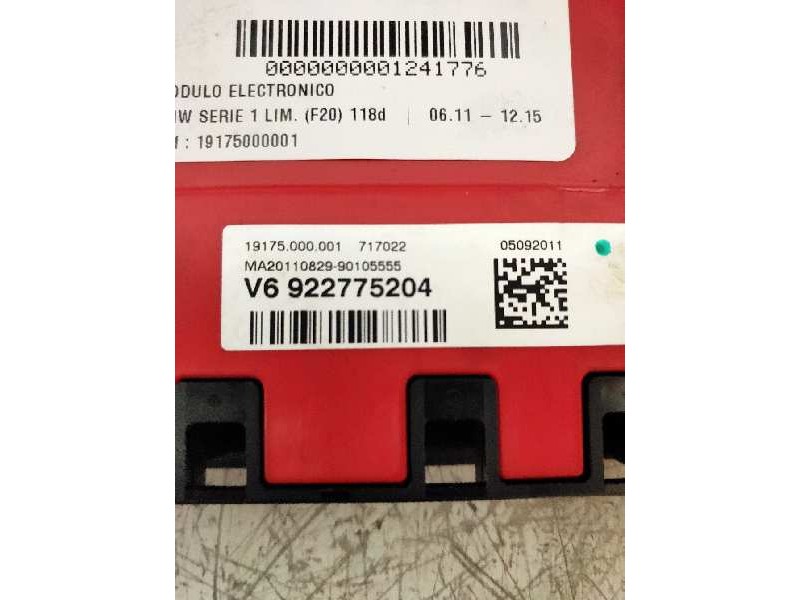 0000000001241776
ODULO ELECTRONICO
IW SERIE 1 LIM. (F20) 118d | 06.11 – 12.15
f : 19175000001
19175.000.001 717022 05092011
MA20110829-90105555
V6 922775204